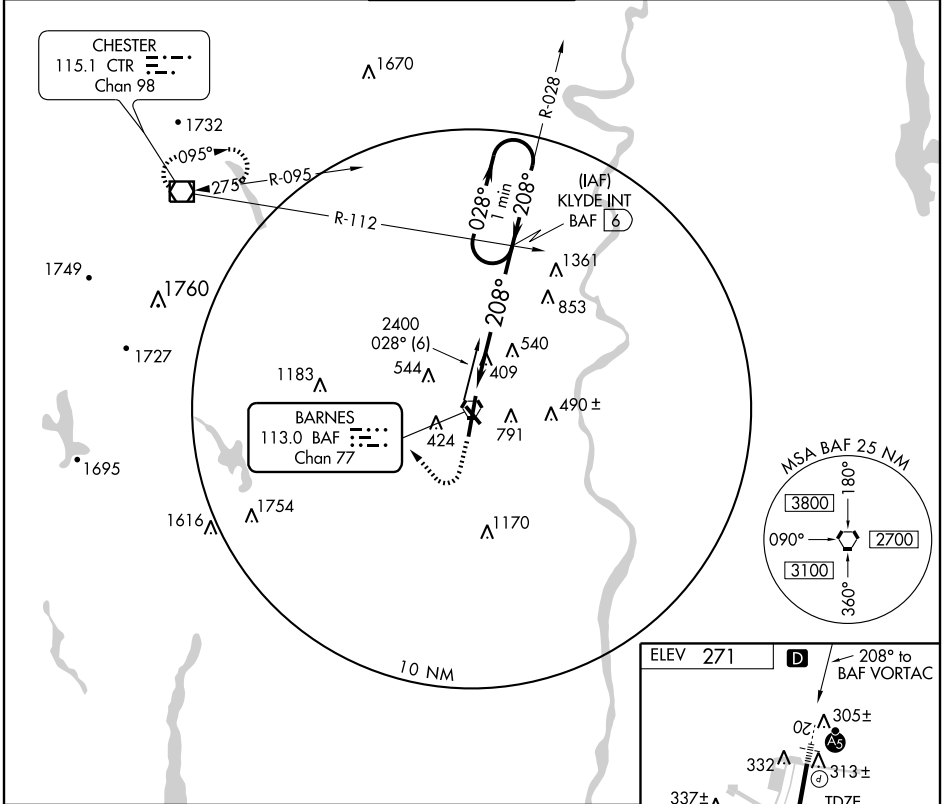 CHESTER
115.1 CTR
Chan 98
1670
R-028
1732
095°
275°
R-095
R-112
028°
1 min
208°
(IAF)
KLYDE INT
BAF 6
1361
853
1749
1760
208°
2400
028° (6)
540
1727
544
409
1183
BARNES
113.0 BAF
Chan 77
424
791
490±
1695
MSA BAF 25 NM
180°
3800
090°
2700
3100
360°
1754
1616
1170
10 NM
ELEV 271
D
208° to
BAF VORTAC
305±
20
A5
332
313±
P
337±
TDZE